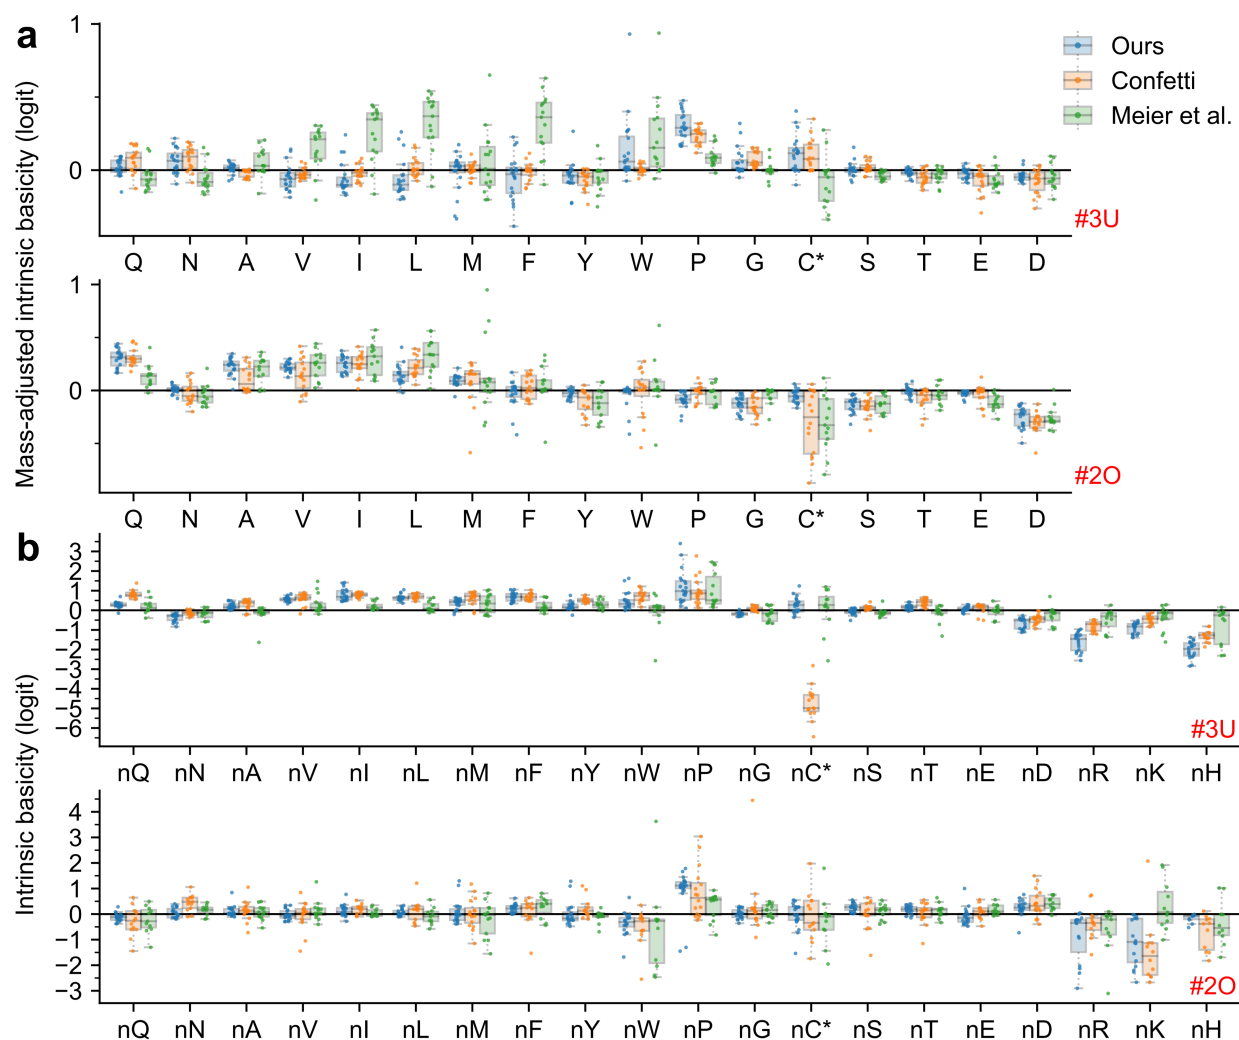 a
Mass-adjusted intrinsic basicity (logit)
1
0
Ours
Confetti
Meier et al.
#3U
Q N A V I L M F Y W P G C* S T E D
1
0
#2O
Q N A V I L M F Y W P G C* S T E D
b
Intrinsic basicity (logit)
3
2
1
0
−1
−2
−3
−4
−5
−6
#3U
nQ nN nA nV nI nL nM nF nY nW nP nG nC* nS nT nE nD nR nK nH
4
3
2
1
0
−1
−2
−3
#2O
nQ nN nA nV nI nL nM nF nY nW nP nG nC* nS nT nE nD nR nK nH